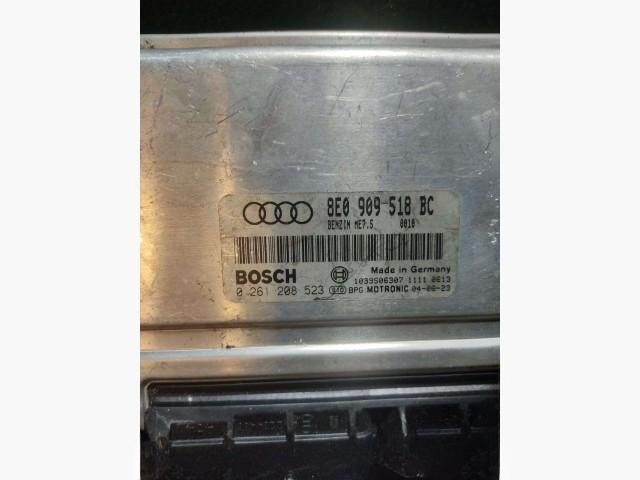 8E0 909 518 BC
BENZIN ME7.5 0010
BOSCH Made in Germany
1039S06307 1111 0613
0 261 208 523 BPG MOTRONIC 04-06-23